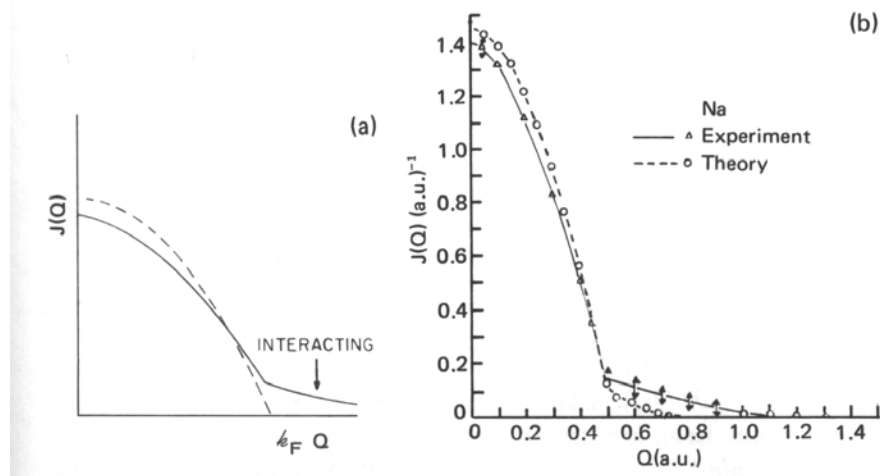 (a)
J(Q)
INTERACTING
k_F Q
(b)
Na
Experiment
Theory
J(Q) (a.u.)⁻¹
1.4
1.2
1.0
0.8
0.6
0.4
0.2
0
0 0.2 0.4 0.6 0.8 1.0 1.2 1.4
Q(a.u.)